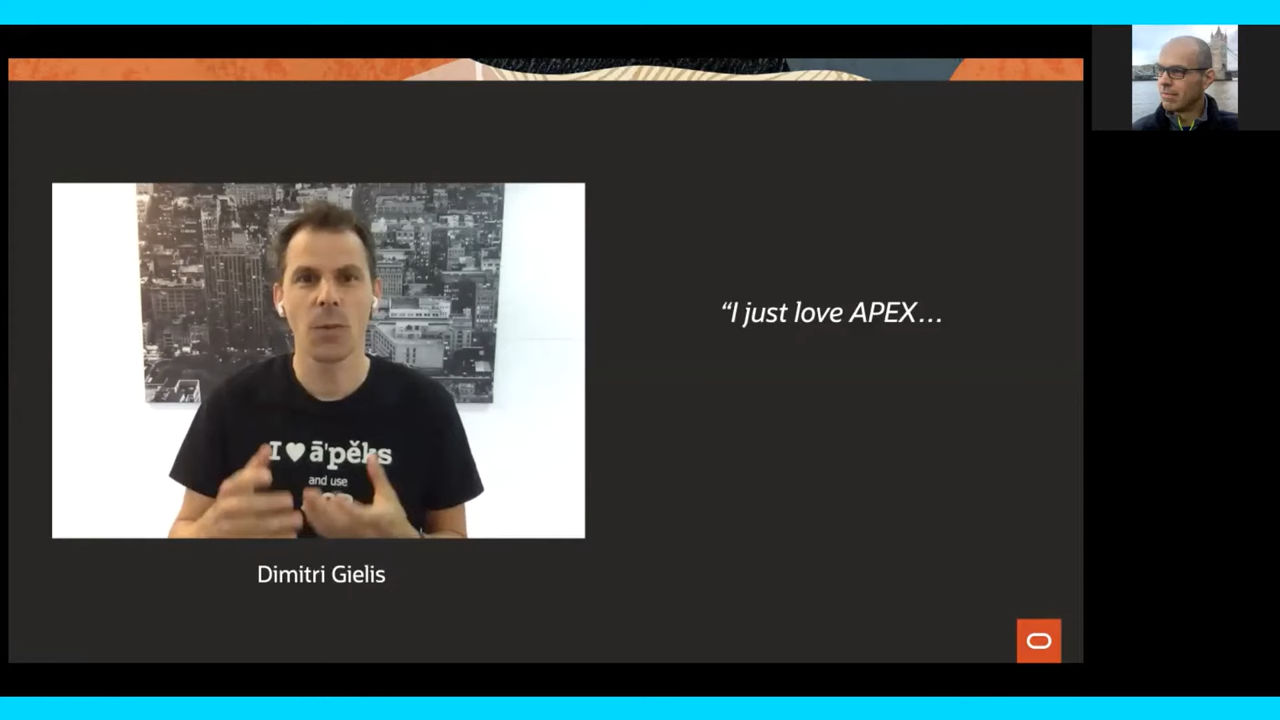 “I just love APEX…
I ♥ ā'pěks
and use
Dimitri Gielis